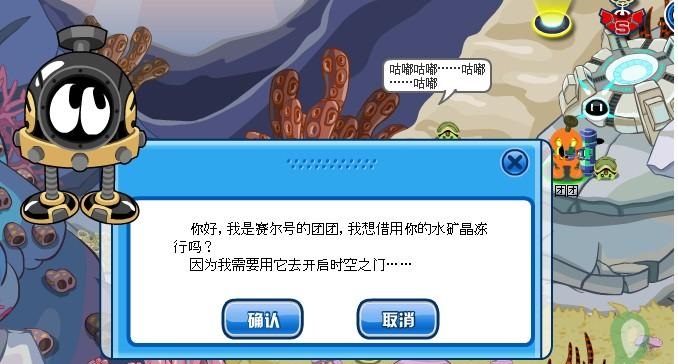 咕嘟咕嘟……咕嘟
……咕嘟
S
团团
你好,我是赛尔号的团团,我想借用你的水矿晶冻
行吗?
因为我需要用它去开启时空之门……
确认
取消